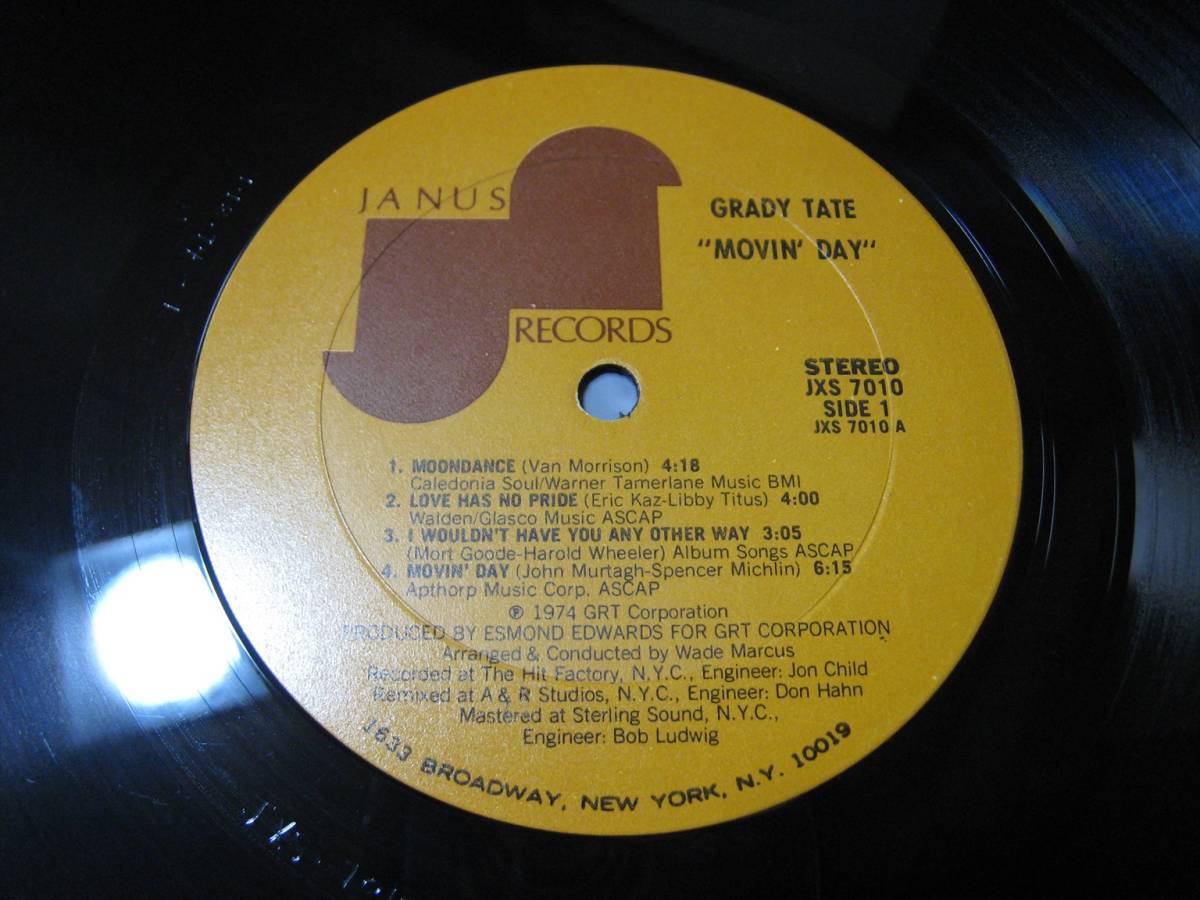 JANUS
RECORDS
GRADY TATE
"MOVIN' DAY"
STEREO
JXS 7010
SIDE 1
JXS 7010 A
1. MOONDANCE (Van Morrison) 4:18
Caledonia Soul/Warner Tamerlane Music BMI
2. LOVE HAS NO PRIDE (Eric Kaz-Libby Titus) 4:00
Walden/Glasco Music ASCAP
3. I WOULDN'T HAVE YOU ANY OTHER WAY 3:05
(Mort Goode-Harold Wheeler) Album Songs ASCAP
4. MOVIN' DAY (John Murtagh-Spencer Michlin) 6:15
Apthorp Music Corp. ASCAP
℗ 1974 GRT Corporation
PRODUCED BY ESMOND EDWARDS FOR GRT CORPORATION
Arranged & Conducted by Wade Marcus
Recorded at The Hit Factory, N.Y.C., Engineer: Jon Child
Remixed at A & R Studios, N.Y.C., Engineer: Don Hahn
Mastered at Sterling Sound, N.Y.C.,
Engineer: Bob Ludwig
1633 BROADWAY, NEW YORK, N.Y. 10019